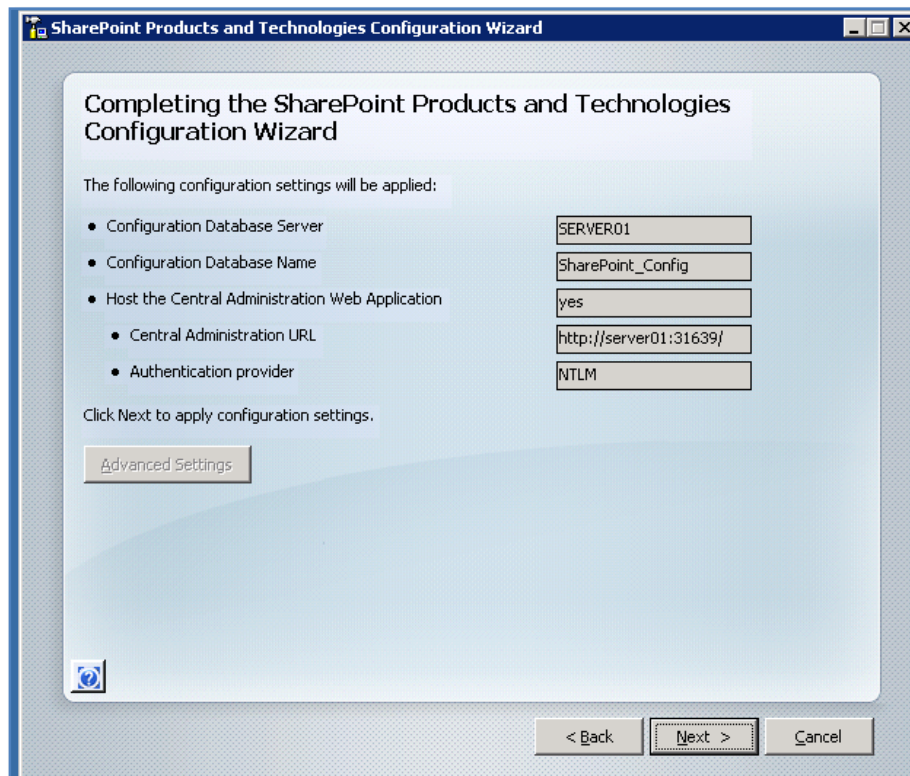 SharePoint Products and Technologies Configuration Wizard
Completing the SharePoint Products and Technologies
Configuration Wizard
The following configuration settings will be applied:
● Configuration Database Server SERVER01
● Configuration Database Name SharePoint_Config
● Host the Central Administration Web Application yes
● Central Administration URL http://server01:31639/
● Authentication provider NTLM
Click Next to apply configuration settings.
Advanced Settings
?
< Back Next > Cancel